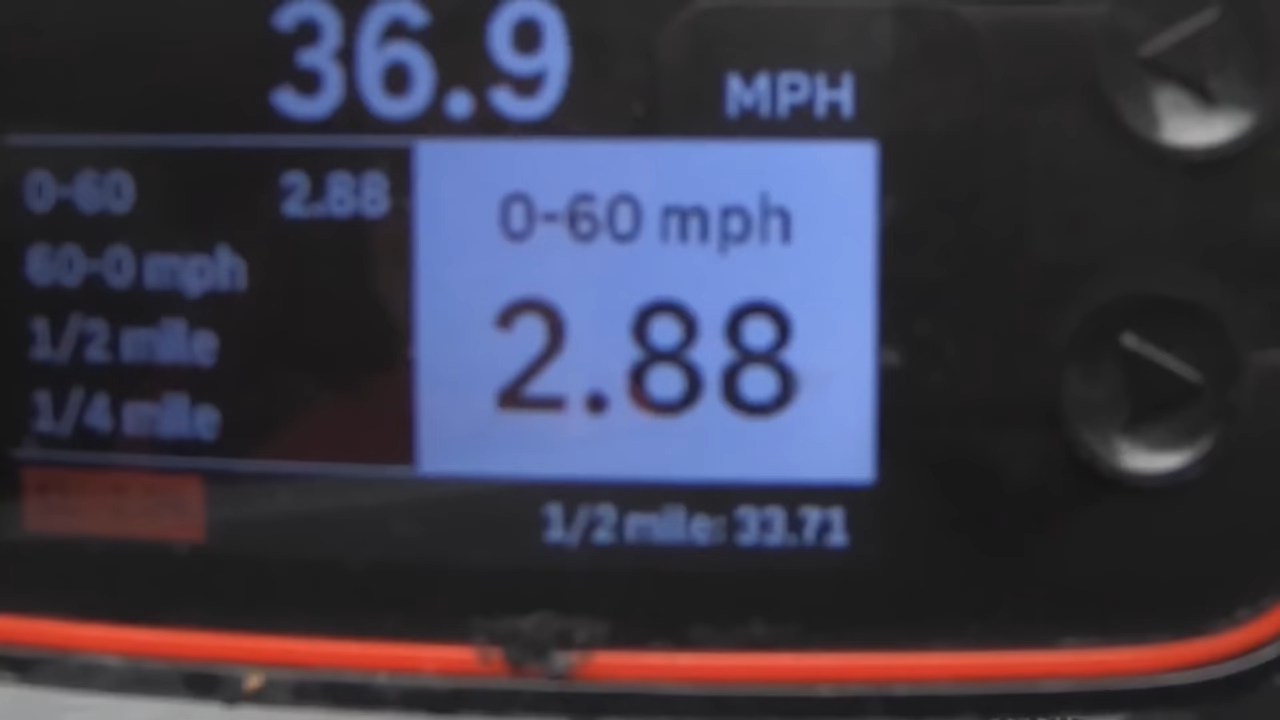 36.9 MPH
0-60 2.88
60-0 mph
1/2 mile
1/4 mile
0-60 mph
2.88
1/2 mile: 33.71